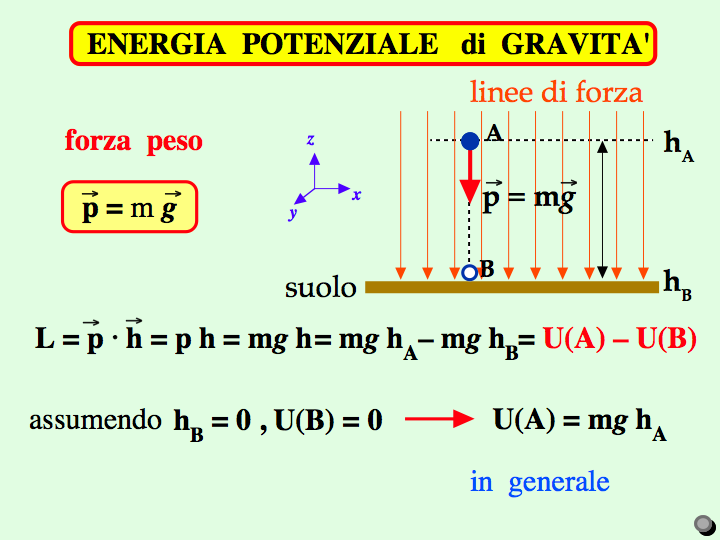 ENERGIA POTENZIALE di GRAVITA'
linee di forza
forza peso
z
A
h_A
x
y
p⃗ = m g⃗
p⃗ = mg⃗
B
h_B
suolo
L = p⃗ · h⃗ = p h = mg h= mg h_A– mg h_B= U(A) – U(B)
assumendo h_B = 0 , U(B) = 0 → U(A) = mg h_A
in generale